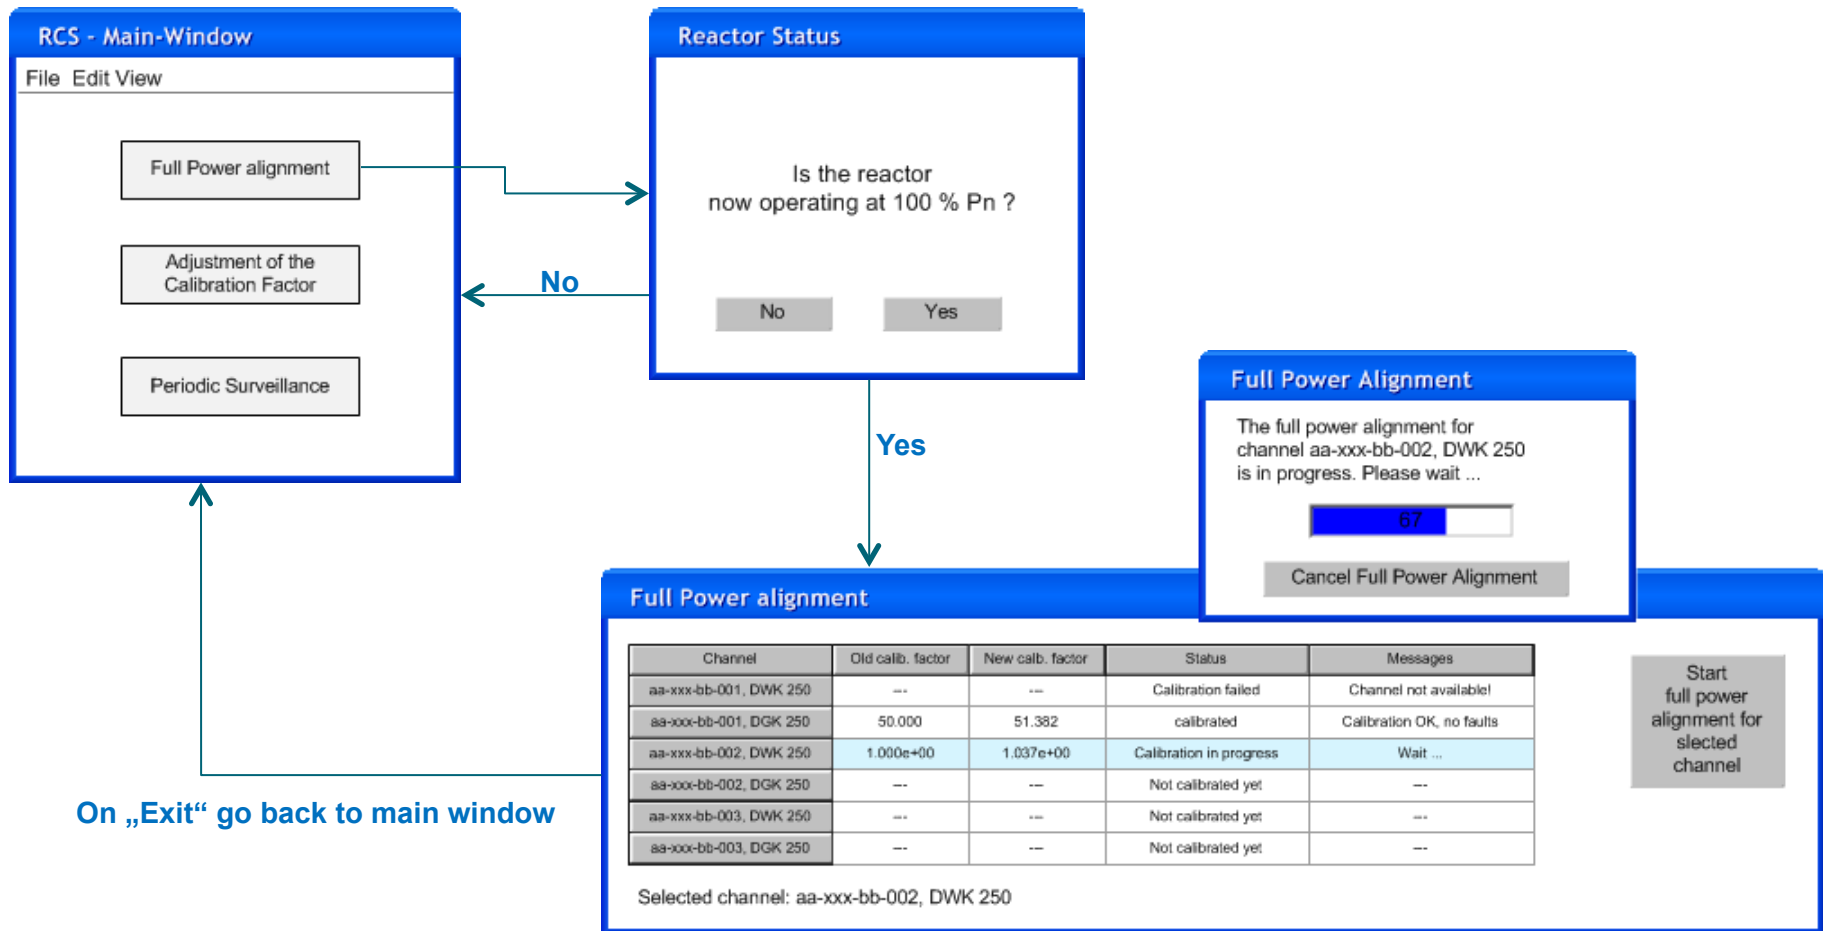 RCS - Main-Window
File Edit View
Full Power alignment
Adjustment of the
Calibration Factor
Periodic Surveillance
Reactor Status
Is the reactor
now operating at 100 % Pn ?
No Yes
No
Yes
Full Power Alignment
The full power alignment for
channel aa-xxx-bb-002, DWK 250
is in progress. Please wait ...
67
Cancel Full Power Alignment
Full Power alignment
Channel Old calib. factor New calb. factor Status Messages
aa-xxx-bb-001, DWK 250 --- --- Calibration failed Channel not available!
aa-xxx-bb-001, DGK 250 50.000 51.382 calibrated Calibration OK, no faults
aa-xxx-bb-002, DWK 250 1.000e+00 1.037e+00 Calibration in progress Wait ...
aa-xxx-bb-002, DGK 250 --- --- Not calibrated yet ---
aa-xxx-bb-003, DWK 250 --- --- Not calibrated yet ---
aa-xxx-bb-003, DGK 250 --- --- Not calibrated yet ---
Start
full power
alignment for
slected
channel
Selected channel: aa-xxx-bb-002, DWK 250
On „Exit“ go back to main window